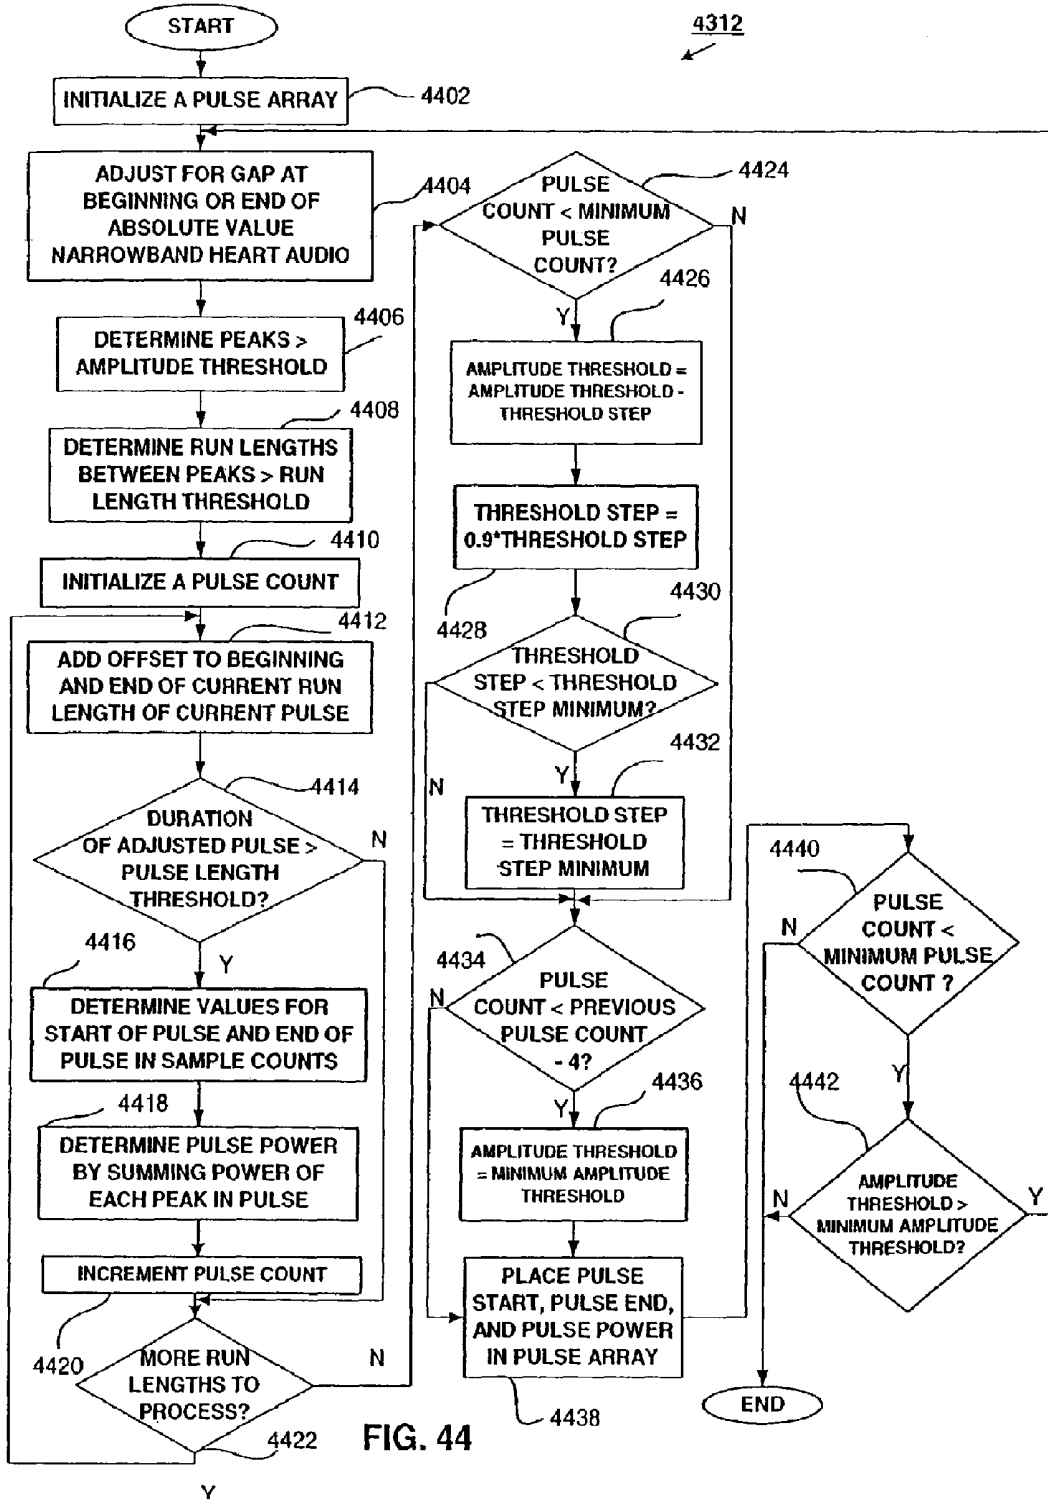 START
4312
INITIALIZE A PULSE ARRAY
4402
ADJUST FOR GAP AT
BEGINNING OR END OF
ABSOLUTE VALUE
NARROWBAND HEART AUDIO
4404
DETERMINE PEAKS >
AMPLITUDE THRESHOLD
4406
4408
DETERMINE RUN LENGTHS
BETWEEN PEAKS > RUN
LENGTH THRESHOLD
4410
INITIALIZE A PULSE COUNT
4412
ADD OFFSET TO BEGINNING
AND END OF CURRENT RUN
LENGTH OF CURRENT PULSE
4414
DURATION
OF ADJUSTED PULSE >
PULSE LENGTH
THRESHOLD?
N
Y
4416
DETERMINE VALUES FOR
START OF PULSE AND END OF
PULSE IN SAMPLE COUNTS
4418
DETERMINE PULSE POWER
BY SUMMING POWER OF
EACH PEAK IN PULSE
INCREMENT PULSE COUNT
4420
MORE RUN
LENGTHS TO
PROCESS?
N
4422
Y
PULSE
COUNT < MINIMUM
PULSE
COUNT?
4424
N
Y
4426
AMPLITUDE THRESHOLD =
AMPLITUDE THRESHOLD -
THRESHOLD STEP
THRESHOLD STEP =
0.9*THRESHOLD STEP
4428
4430
THRESHOLD
STEP < THRESHOLD
STEP MINIMUM?
N
Y
4432
THRESHOLD STEP
= THRESHOLD
STEP MINIMUM
4434
PULSE
COUNT < PREVIOUS
PULSE COUNT
- 4?
N
Y
4436
AMPLITUDE THRESHOLD
= MINIMUM AMPLITUDE
THRESHOLD
PLACE PULSE
START, PULSE END,
AND PULSE POWER
IN PULSE ARRAY
4438
4440
PULSE
COUNT <
MINIMUM PULSE
COUNT ?
N
Y
4442
AMPLITUDE
THRESHOLD >
MINIMUM AMPLITUDE
THRESHOLD?
N
Y
END
FIG. 44